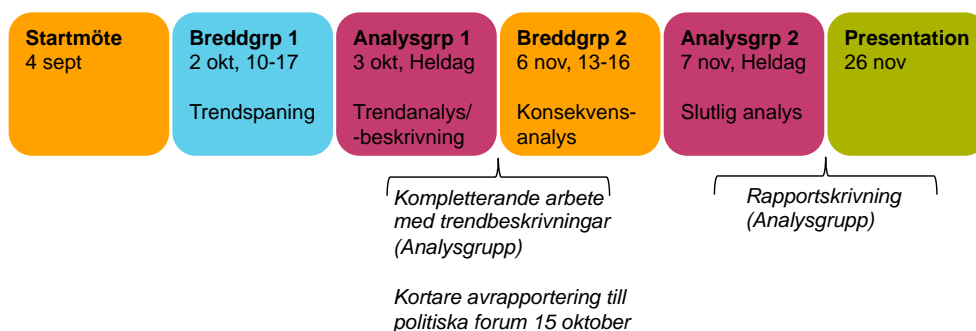 Startmöte
4 sept
Breddgrp 1
2 okt, 10-17
Trendspaning
Analysgrp 1
3 okt, Heldag
Trendanalys/
-beskrivning
Breddgrp 2
6 nov, 13-16
Konsekvens-
analys
Analysgrp 2
7 nov, Heldag
Slutlig analys
Presentation
26 nov
Kompletterande arbete
med trendbeskrivningar
(Analysgrupp)
Kortare avrapportering till
politiska forum 15 oktober
Rapportskrivning
(Analysgrupp)